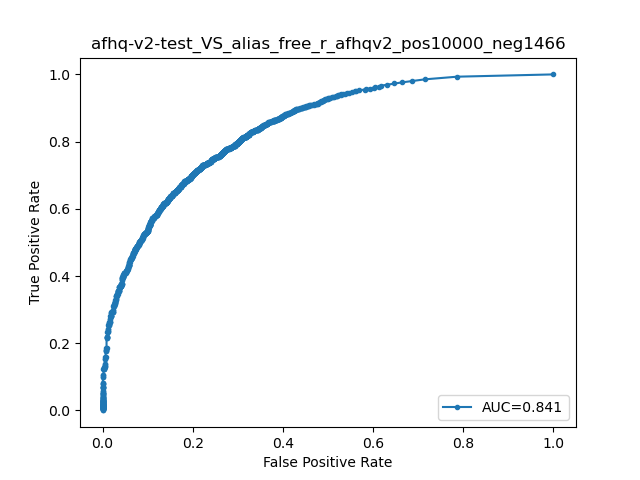 afhq-v2-test_VS_alias_free_r_afhqv2_pos10000_neg1466
1.0
0.8
0.6
0.4
0.2
0.0
True Positive Rate
AUC=0.841
0.0 0.2 0.4 0.6 0.8 1.0
False Positive Rate